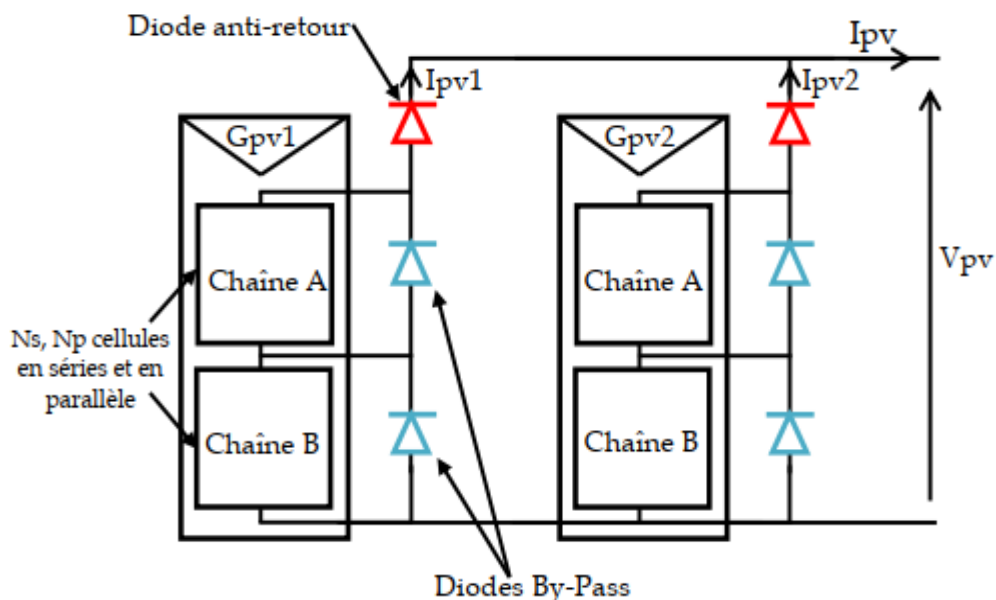 Diode anti-retour
Ipv
Ipv1
Ipv2
Gpv1
Gpv2
Chaîne A
Chaîne A
Vpv
Ns, Np cellules
en séries et en
parallèle
Chaîne B
Chaîne B
Diodes By-Pass